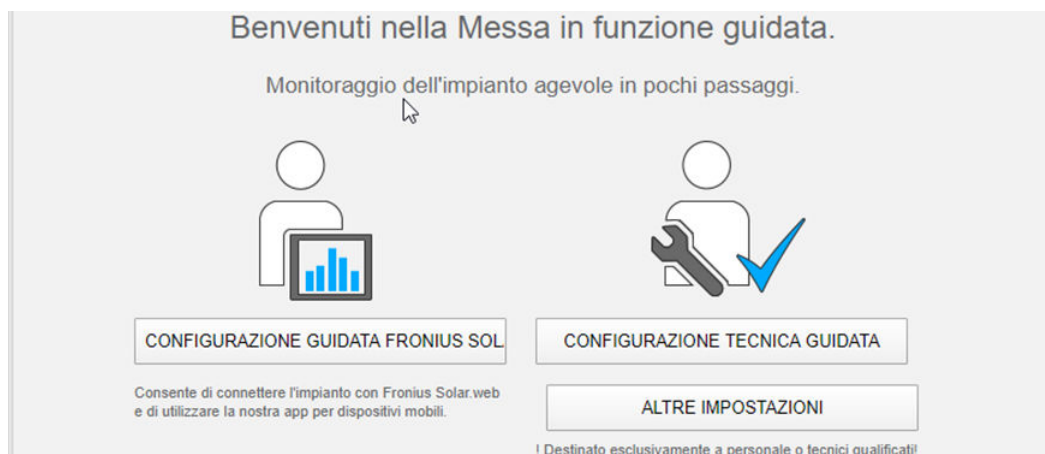 Benvenuti nella Messa in funzione guidata.
Monitoraggio dell'impianto agevole in pochi passaggi.
CONFIGURAZIONE GUIDATA FRONIUS SOL
CONFIGURAZIONE TECNICA GUIDATA
Consente di connettere l'impianto con Fronius Solar.web
e di utilizzare la nostra app per dispositivi mobili.
ALTRE IMPOSTAZIONI
! Destinato esclusivamente a personale o tecnici qualificati!